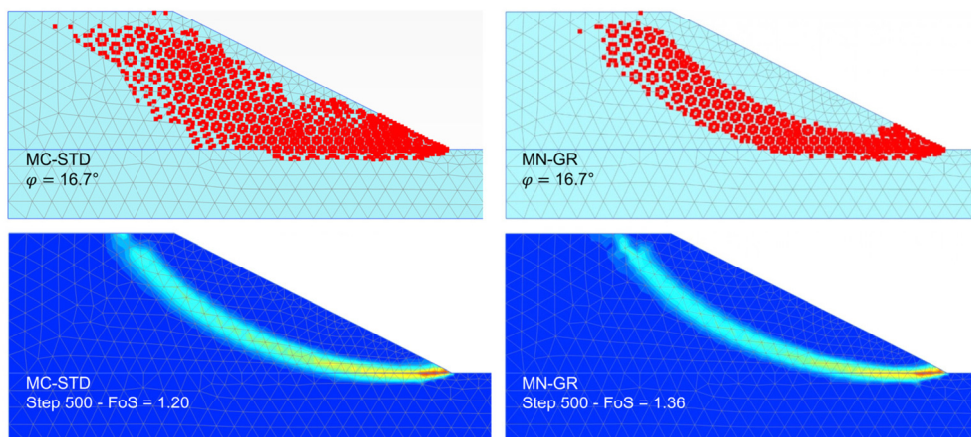 MC-STD
φ = 16.7°
MN-GR
φ = 16.7°
MC-STD
Step 500 - FoS = 1.20
MN-GR
Step 500 - FoS = 1.36